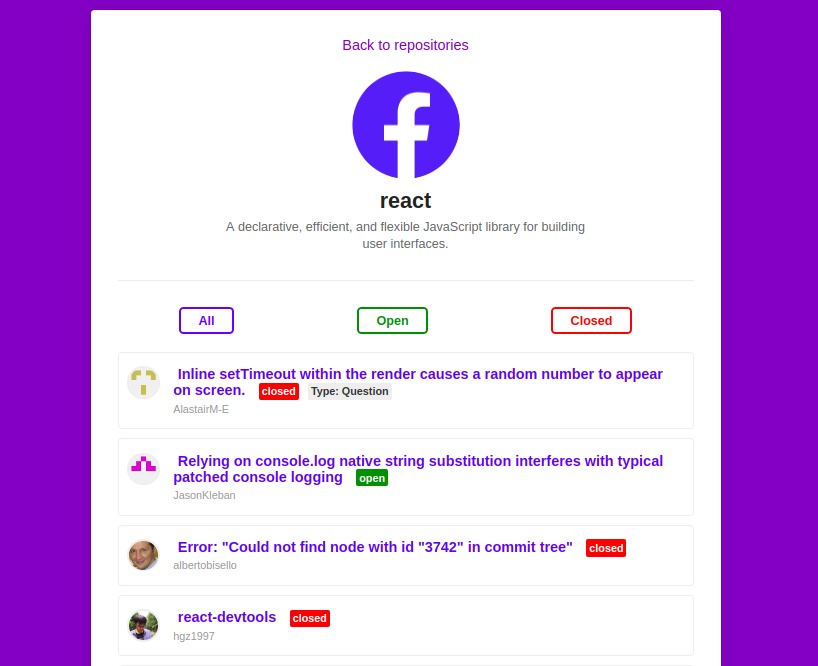 Back to repositories
react
A declarative, efficient, and flexible JavaScript library for building
user interfaces.
All Open Closed
Inline setTimeout within the render causes a random number to appear
on screen. closed Type: Question
AlastairM-E
Relying on console.log native string substitution interferes with typical
patched console logging open
JasonKleban
Error: "Could not find node with id "3742" in commit tree" closed
albertobisello
react-devtools closed
hgz1997